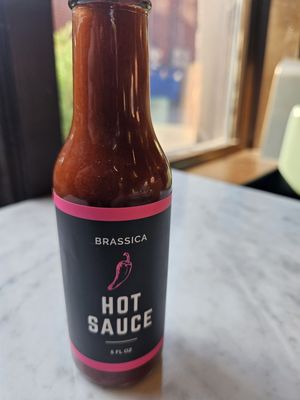 BRASSICA
HOT
SAUCE
5 FL OZ